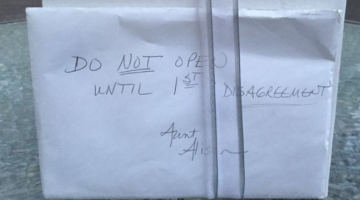 DO NOT OPEN
UNTIL 1ST DISAGREEMENT
Aunt